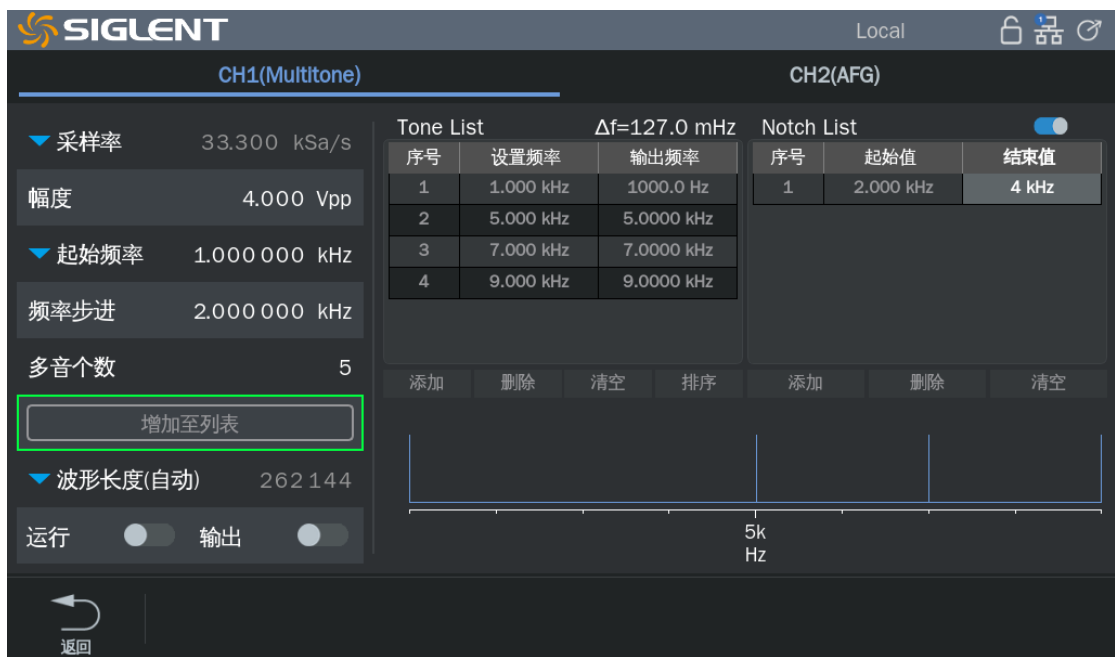 SIGLENT Local 1
CH1(Multitone) CH2(AFG)
采样率 33.300 kSa/s
幅度 4.000 Vpp
起始频率 1.000 000 kHz
频率步进 2.000 000 kHz
多音个数 5
增加至列表
波形长度(自动) 262 144
运行 输出
Tone List Δf=127.0 mHz
序号 设置频率 输出频率
1 1.000 kHz 1000.0 Hz
2 5.000 kHz 5.0000 kHz
3 7.000 kHz 7.0000 kHz
4 9.000 kHz 9.0000 kHz
添加 删除 清空 排序
Notch List
序号 起始值 结束值
1 2.000 kHz 4 kHz
添加 删除 清空
5k
Hz
返回